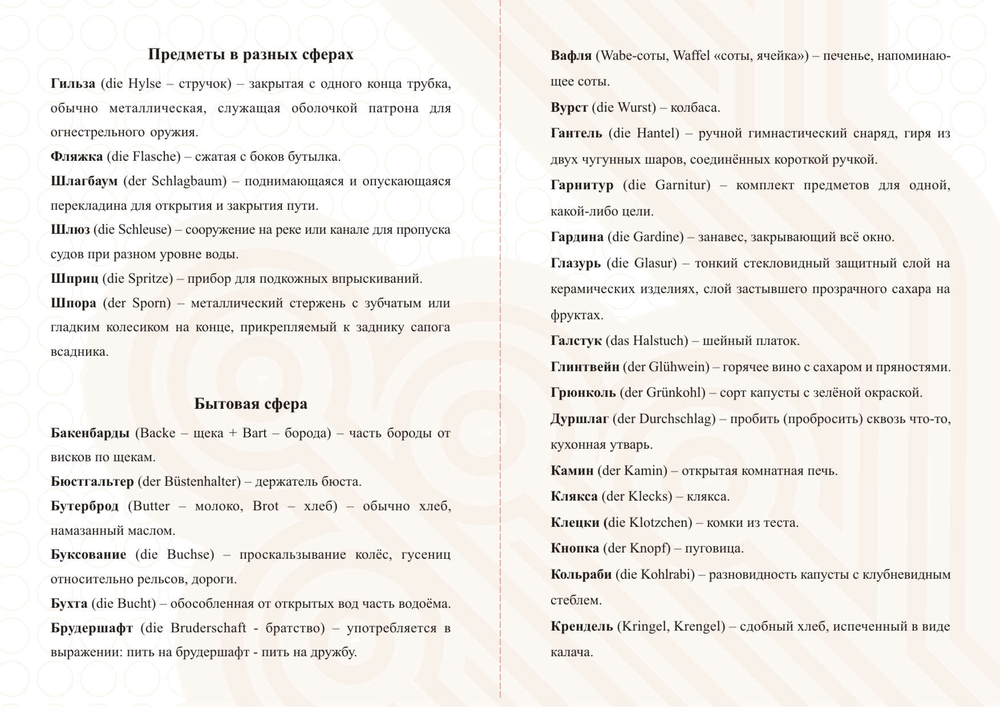 Предметы в разных сферах
Гильза (die Hylse – стручок) – закрытая с одного конца трубка,
обычно металлическая, служащая оболочкой патрона для
огнестрельного оружия.
Фляжка (die Flasche) – сжатая с боков бутылка.
Шлагбаум (der Schlagbaum) – поднимающаяся и опускающаяся
перекладина для открытия и закрытия пути.
Шлюз (die Schleuse) – сооружение на реке или канале для пропуска
судов при разном уровне воды.
Шприц (die Spritze) – прибор для подкожных впрыскиваний.
Шпора (der Sporn) – металлический стержень с зубчатым или
гладким колесиком на конце, прикрепляемый к заднику сапога
всадника.
Бытовая сфера
Бакенбарды (Backe – щека + Bart – борода) – часть бороды от
висков по щекам.
Бюстгальтер (der Büstenhalter) – держатель бюста.
Бутерброд (Butter – молоко, Brot – хлеб) – обычно хлеб,
намазанный маслом.
Буксование (die Buchse) – проскальзывание колёс, гусениц
относительно рельсов, дороги.
Бухта (die Bucht) – обособленная от открытых вод часть водоёма.
Брудершафт (die Bruderschaft - братство) – употребляется в
выражении: пить на брудершафт - пить на дружбу.
Вафля (Wabe-соты, Waffel «соты, ячейка») – печенье, напоминаю-
щее соты.
Вурст (die Wurst) – колбаса.
Гантель (die Hantel) – ручной гимнастический снаряд, гиря из
двух чугунных шаров, соединённых короткой ручкой.
Гарнитур (die Garnitur) – комплект предметов для одной,
какой-либо цели.
Гардина (die Gardine) – занавес, закрывающий всё окно.
Глазурь (die Glasur) – тонкий стекловидный защитный слой на
керамических изделиях, слой застывшего прозрачного сахара на
фруктах.
Галстук (das Halstuch) – шейный платок.
Глинтвейн (der Glühwein) – горячее вино с сахаром и пряностями.
Грюнколь (der Grünkohl) – сорт капусты с зелёной окраской.
Дуршлаг (der Durchschlag) – пробить (пробросить) сквозь что-то,
кухонная утварь.
Камин (der Kamin) – открытая комнатная печь.
Клякса (der Klecks) – клякса.
Клецки (die Klotzchen) – комки из теста.
Кнопка (der Knopf) – пуговица.
Кольраби (die Kohlrabi) – разновидность капусты с клубневидным
стеблем.
Крендель (Kringel, Krengel) – сдобный хлеб, испеченный в виде
калача.